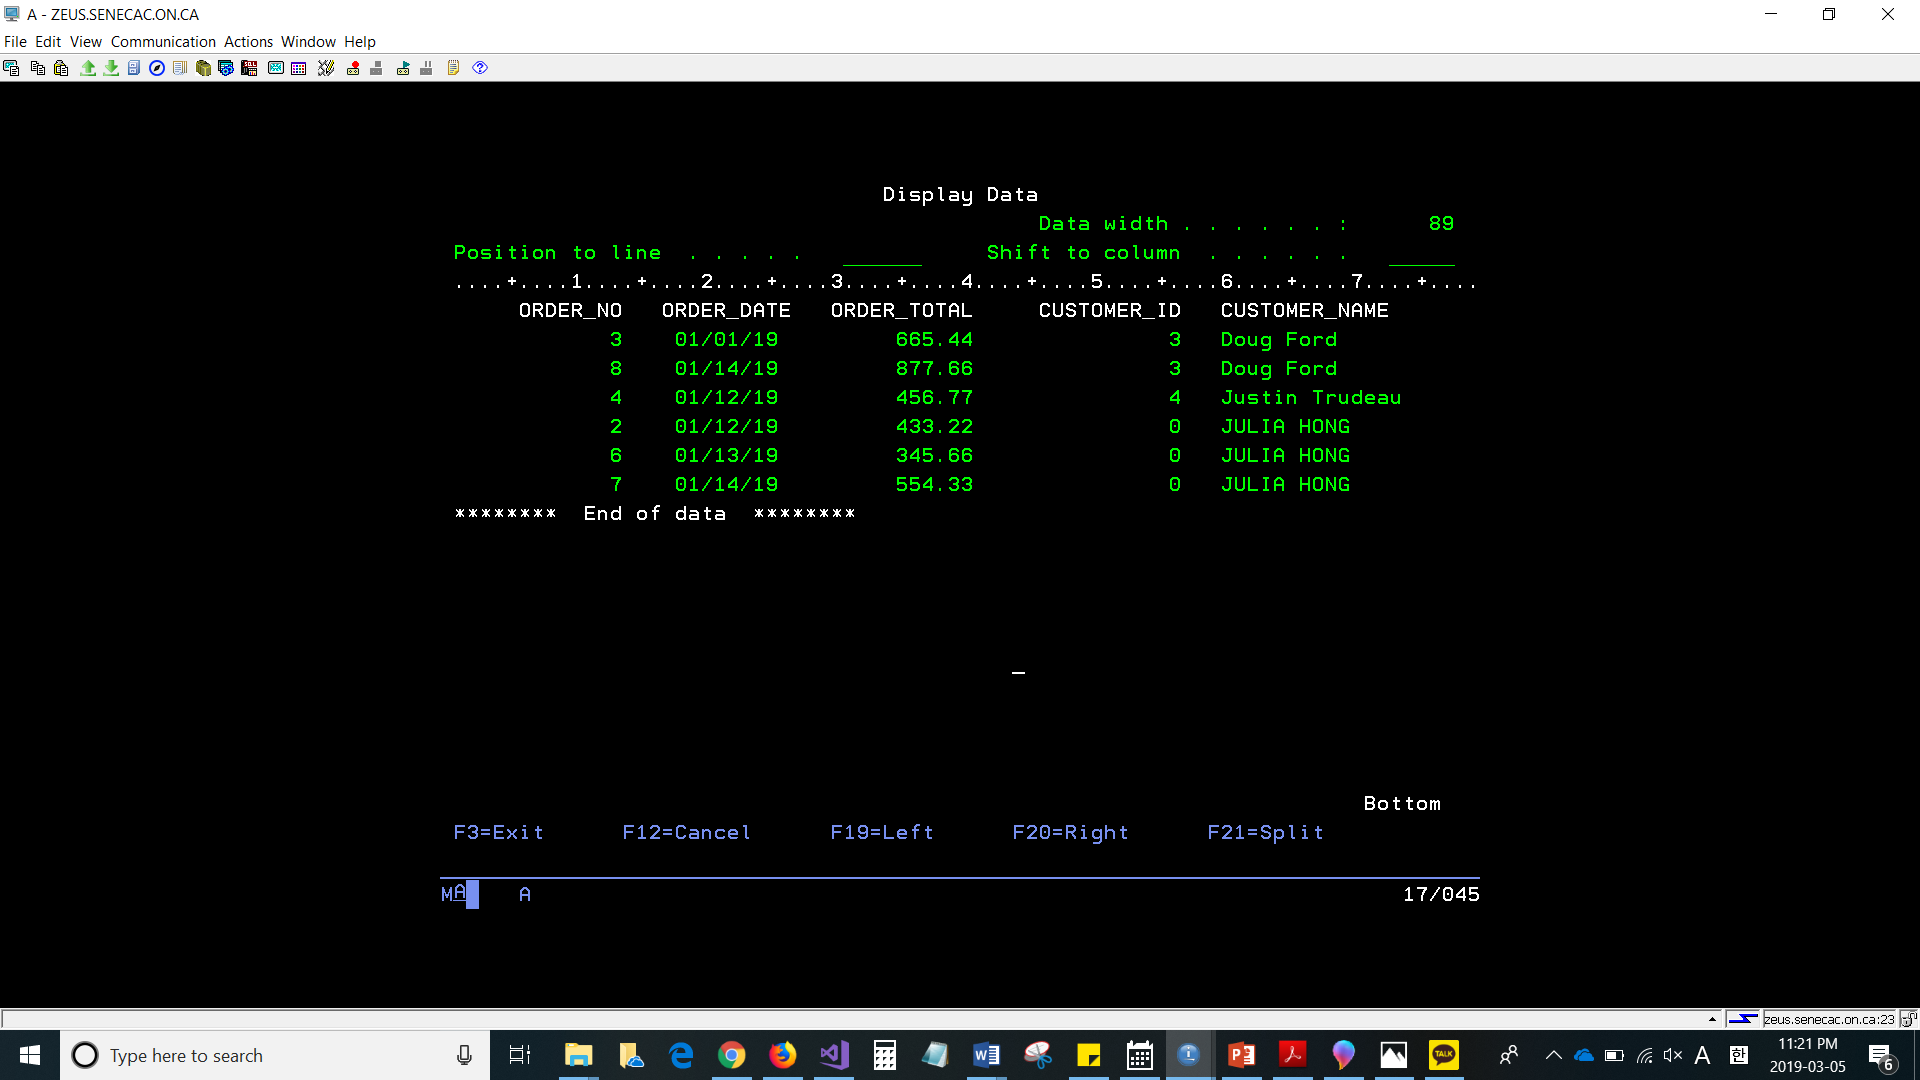 A - ZEUS.SENECAC.ON.CA
File Edit View Communication Actions Window Help
Display Data
Data width . . . . . . : 89
Position to line . . . . . ______ Shift to column . . . . . . _____
....+....1....+....2....+....3....+....4....+....5....+....6....+....7....+....
ORDER_NO ORDER_DATE ORDER_TOTAL CUSTOMER_ID CUSTOMER_NAME
3 01/01/19 665.44 3 Doug Ford
8 01/14/19 877.66 3 Doug Ford
4 01/12/19 456.77 4 Justin Trudeau
2 01/12/19 433.22 0 JULIA HONG
6 01/13/19 345.66 0 JULIA HONG
7 01/14/19 554.33 0 JULIA HONG
******** End of data ********
Bottom
F3=Exit F12=Cancel F19=Left F20=Right F21=Split
MA A 17/045
zeus.senecac.on.ca:23
Type here to search
TALK
A 한
11:21 PM
2019-03-05
6